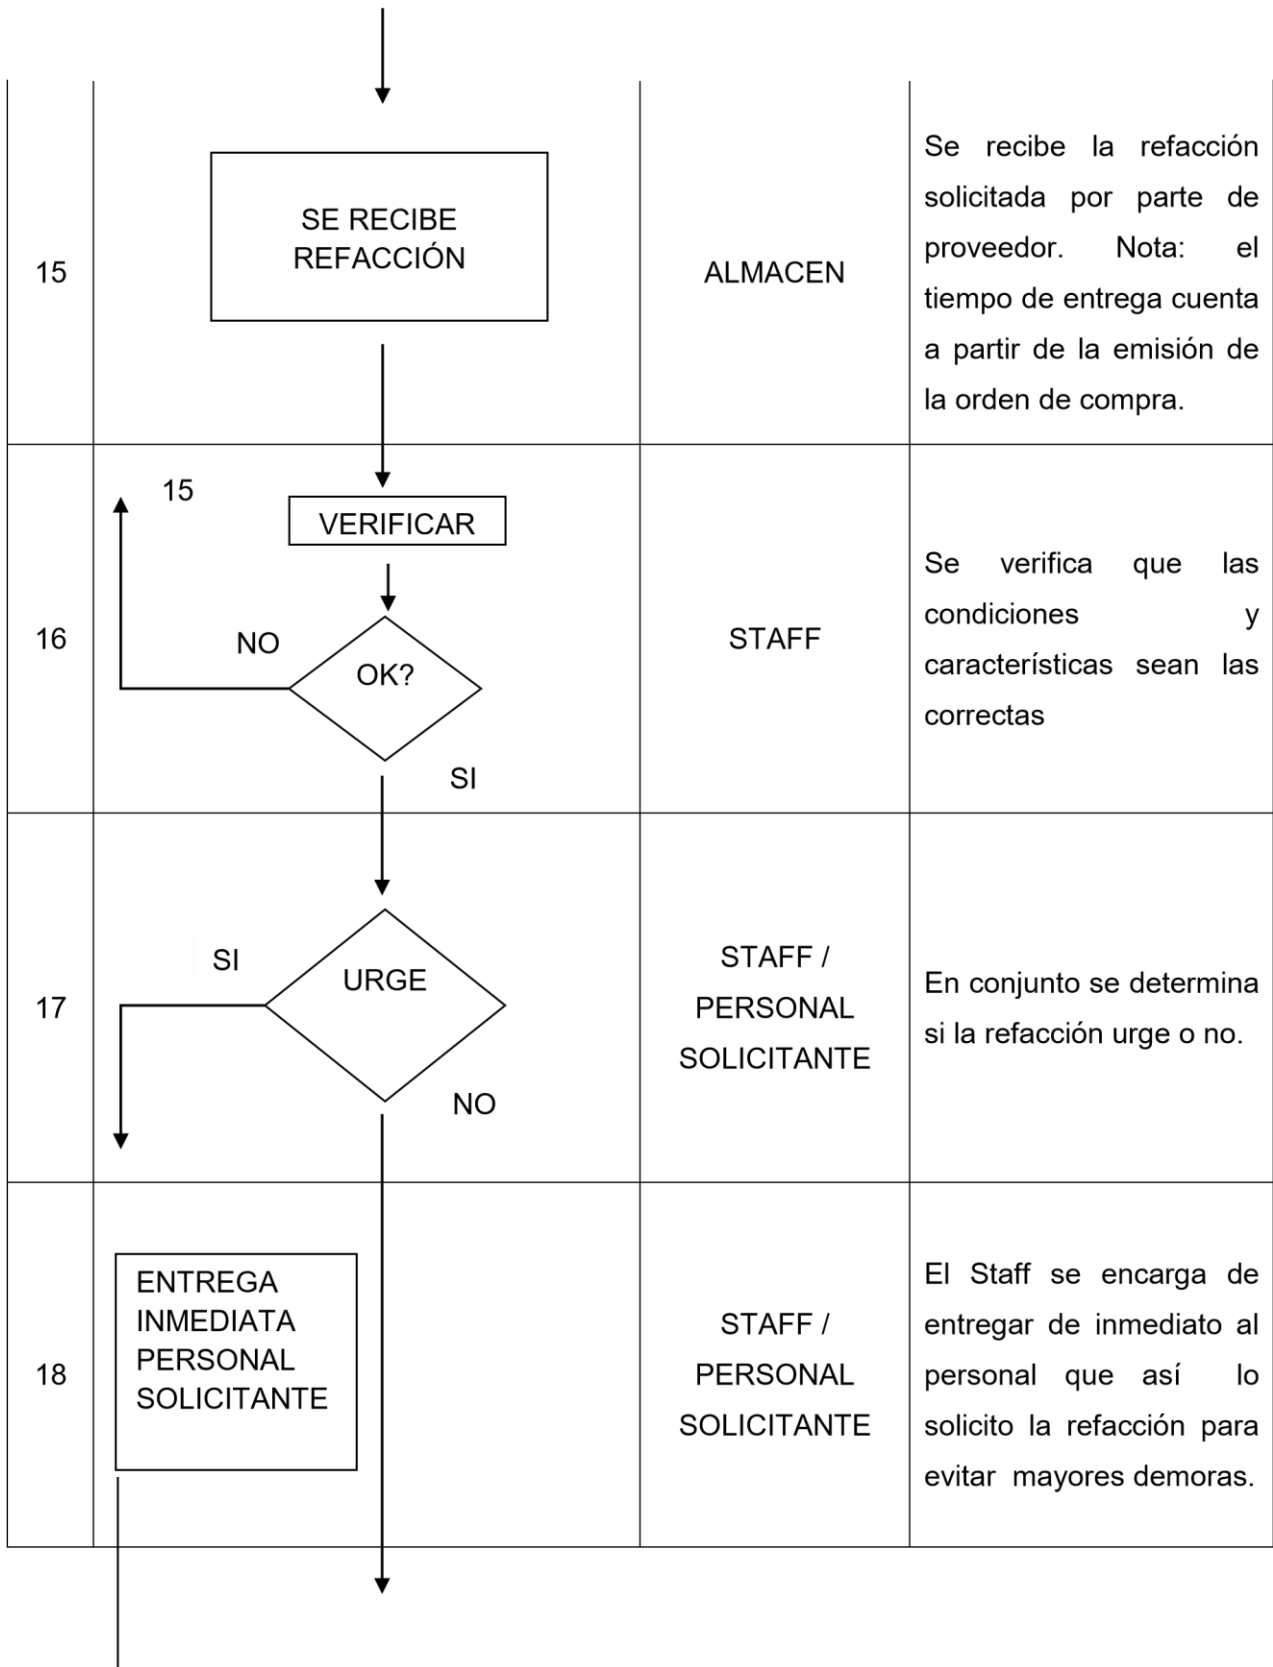 15
SE RECIBE
REFACCIÓN
ALMACEN
Se recibe la refacción
solicitada por parte de
proveedor. Nota: el
tiempo de entrega cuenta
a partir de la emisión de
la orden de compra.
16
15
VERIFICAR
NO
OK?
SI
STAFF
Se verifica que las
condiciones y
características sean las
correctas
17
SI
URGE
NO
STAFF /
PERSONAL
SOLICITANTE
En conjunto se determina
si la refacción urge o no.
18
ENTREGA
INMEDIATA
PERSONAL
SOLICITANTE
STAFF /
PERSONAL
SOLICITANTE
El Staff se encarga de
entregar de inmediato al
personal que así lo
solicito la refacción para
evitar mayores demoras.